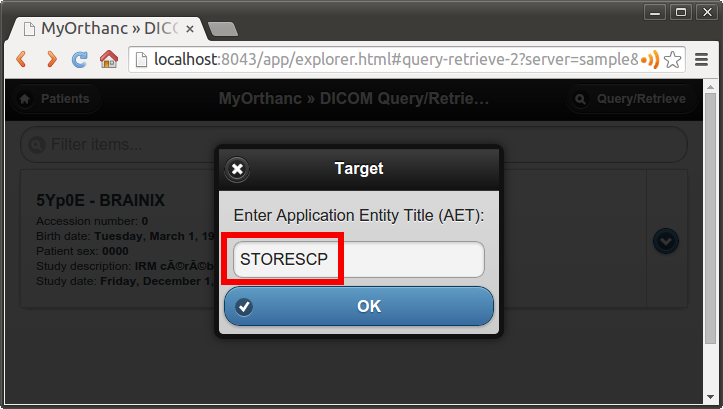 MyOrthanc » DIC
localhost:8043/app/explorer.html#query-retrieve-2?server=sample&
Patients
MyOrthanc » DICOM Query/Retrie…
Query/Retrieve
Filter items...
5Yp0E - BRAINIX
Accession number: 0
Birth date: Tuesday, March 1, 19
Patient sex: 0000
Study description: IRM cÃ©rÃ©b
Study date: Friday, December 1,
Target
Enter Application Entity Title (AET):
STORESCP
OK